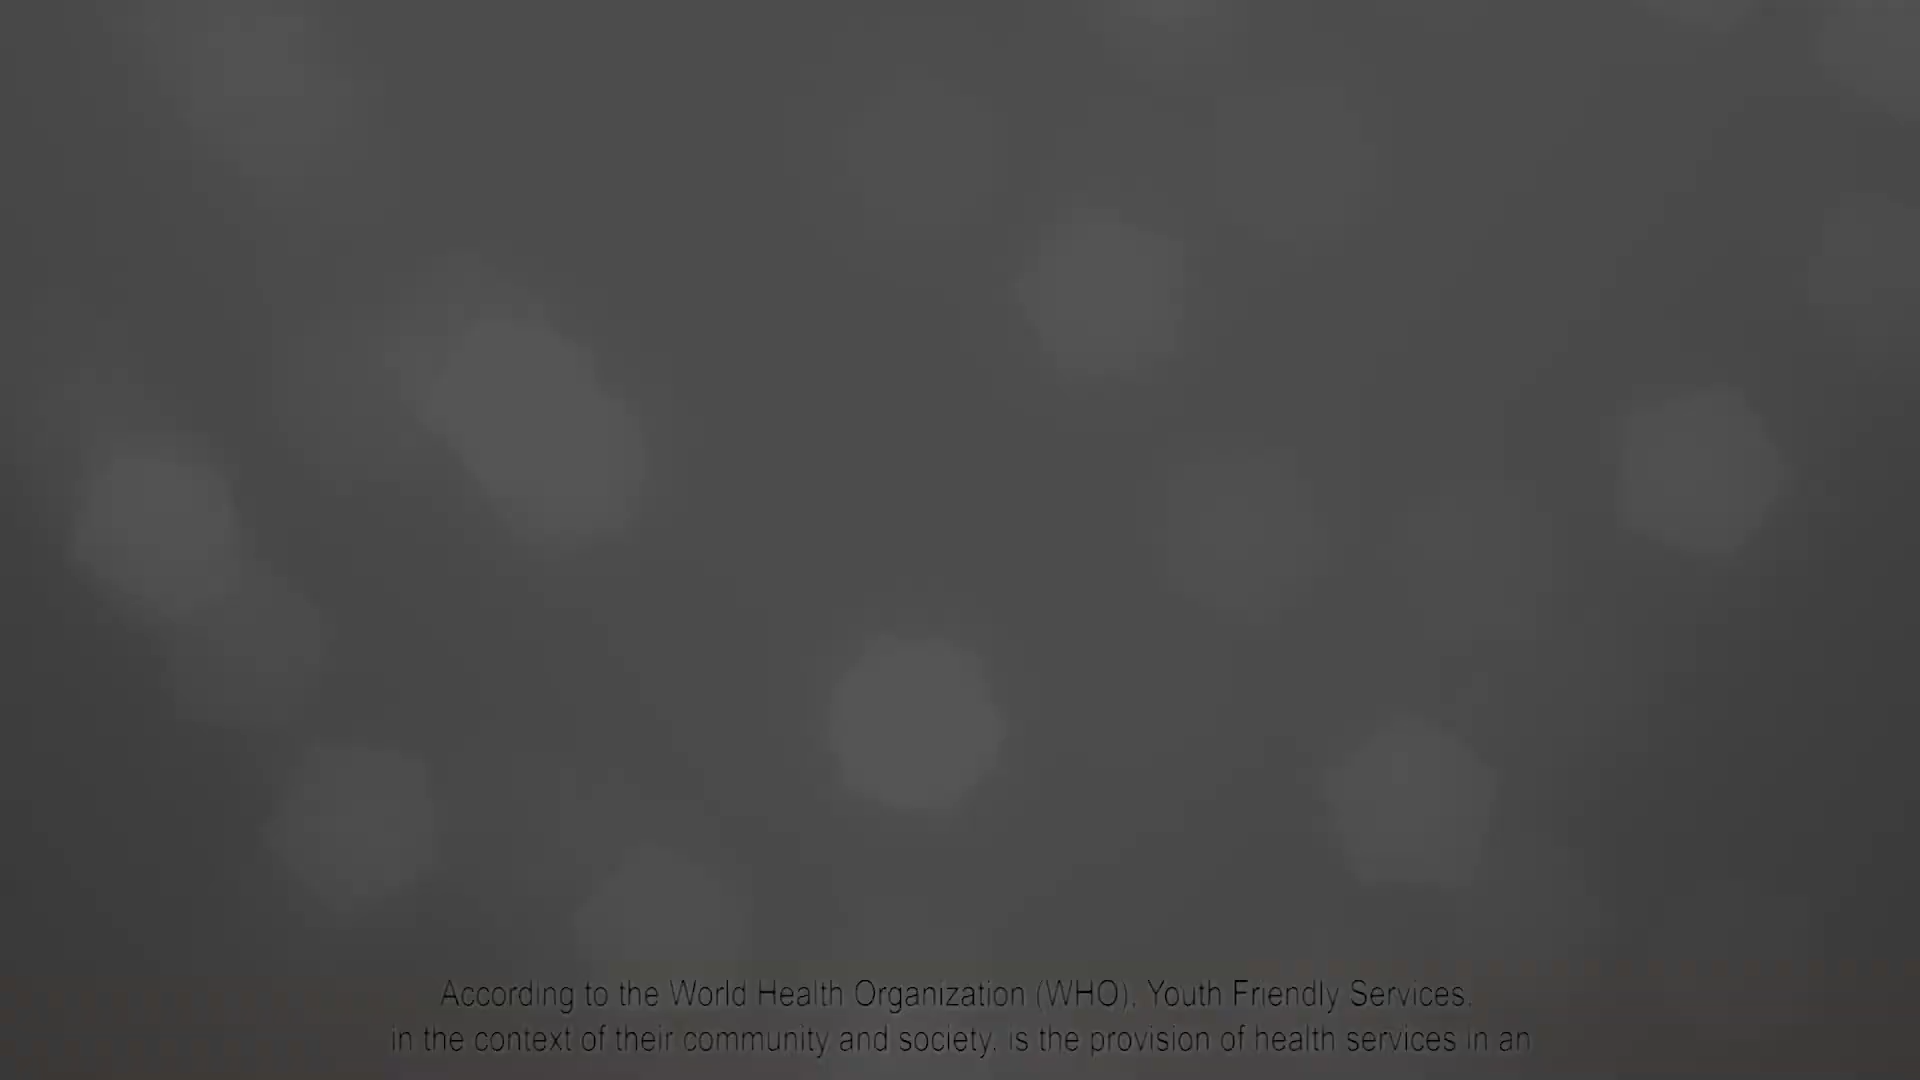 According to the World Health Organization (WHO), Youth Friendly Services,
in the context of their community and society, is the provision of health services in an